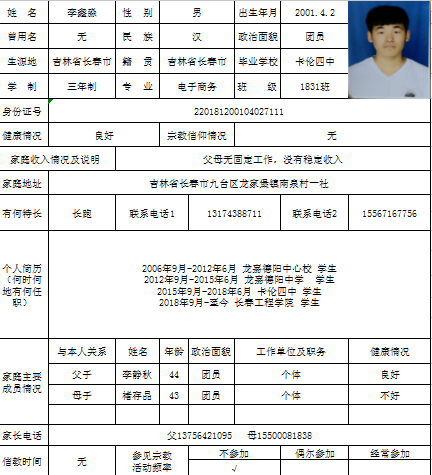 姓 名 李鑫淼 性 别 男 出生年月 2001.4.2
曾用名 无 民 族 汉 政治面貌 团员
生源地 吉林省长春市 籍 贯 吉林省长春市 毕业学校 卡伦四中
学 制 三年制 专 业 电子商务 班 级 1831班
身份证号 220181200104027111
健康情况 良好 宗教信仰情况 无
家庭收入情况及说明 父母无固定工作，没有稳定收入
家庭地址 吉林省长春市九台区龙家堡镇南泉村一社
有何特长 长跑 联系电话1 13174388711 联系电话2 15567167756
个人简历
（何时何
地有何任
职）
2006年9月-2012年6月 龙嘉德阳中心校 学生
2012年9月-2015年6月 龙嘉德阳中学 学生
2015年9月-2018年6月 卡伦四中 学生
2018年9月-至今 长春工程学院 学生
家庭主要
成员情况
与本人关系 姓名 年龄 政治面貌 工作单位及职务 健康情况
父子 李静秋 44 团员 个体 良好
母子 褚存品 43 团员 个体 不好
家长电话 父13756421095 母15500081838
信教时间 无 参见宗教
活动频率 不参加 偶尔参加 经常参加
√